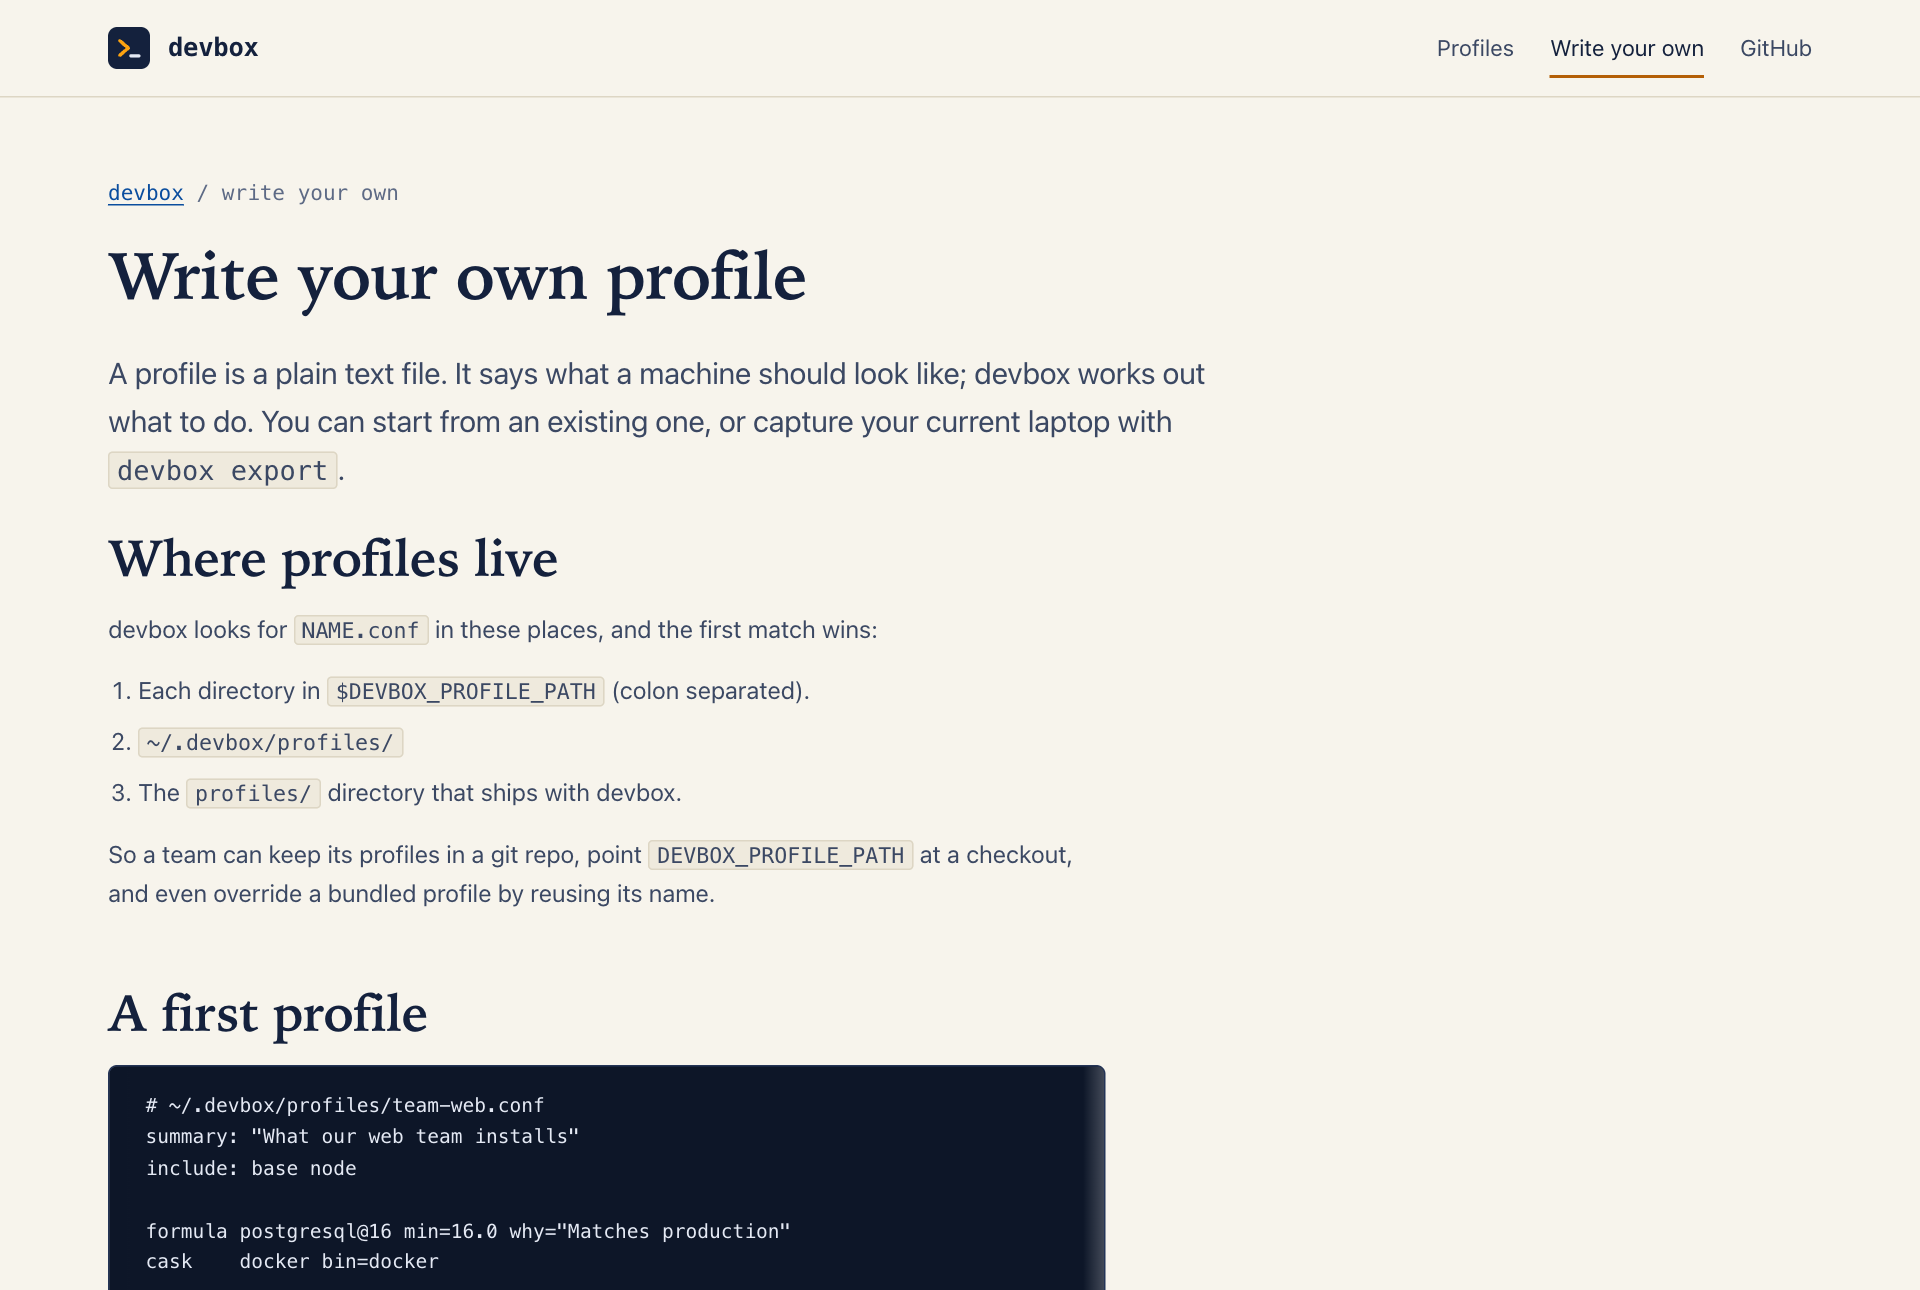 devbox
Profiles
Write your own
GitHub
devbox / write your own
Write your own profile
A profile is a plain text file. It says what a machine should look like; devbox works out
what to do. You can start from an existing one, or capture your current laptop with
devbox export.
Where profiles live
devbox looks for NAME.conf in these places, and the first match wins:
1. Each directory in $DEVBOX_PROFILE_PATH (colon separated).
2. ~/.devbox/profiles/
3. The profiles/ directory that ships with devbox.
So a team can keep its profiles in a git repo, point DEVBOX_PROFILE_PATH at a checkout,
and even override a bundled profile by reusing its name.
A first profile
# ~/.devbox/profiles/team-web.conf
summary: "What our web team installs"
include: base node
formula postgresql@16 min=16.0 why="Matches production"
cask    docker bin=docker